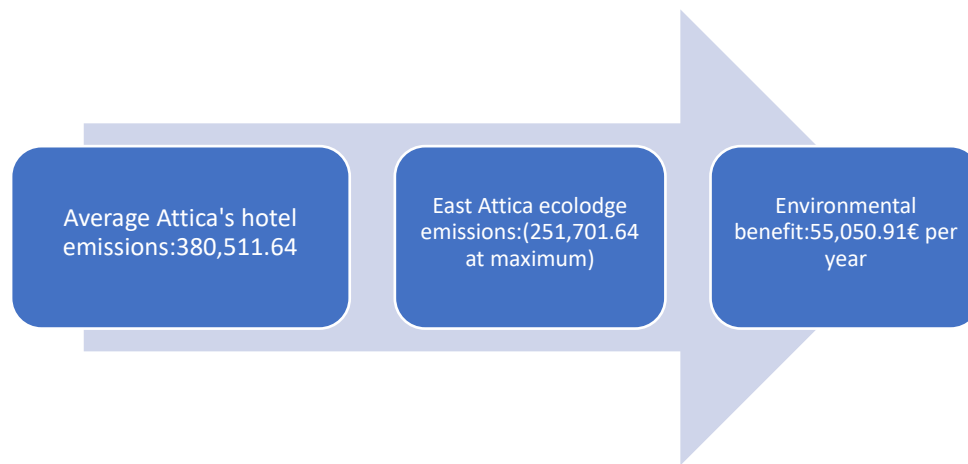 Average Attica's hotel
emissions:380,511.64
East Attica ecolodge
emissions:(251,701.64
at maximum)
Environmental
benefit:55,050.91€ per
year